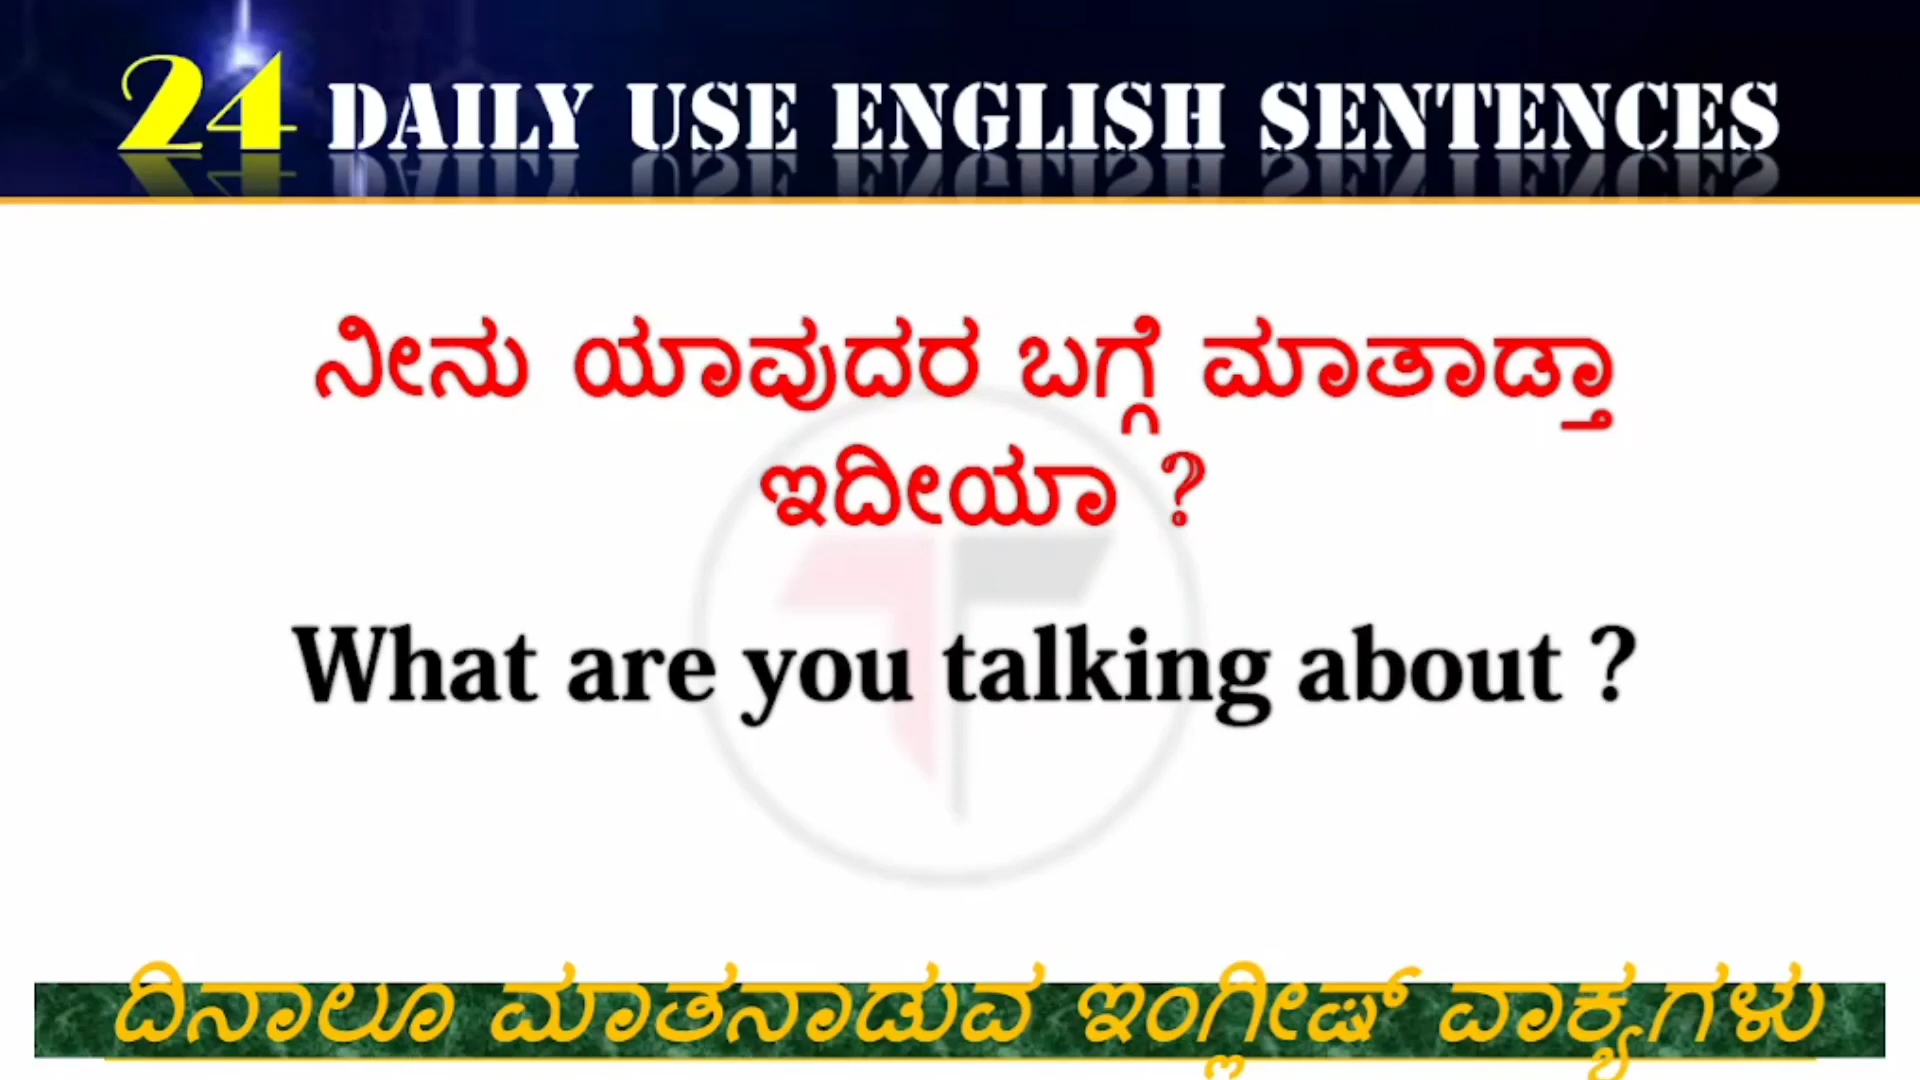 24 DAILY USE ENGLISH SENTENCES
ನೀನು ಯಾವುದರ ಬಗ್ಗೆ ಮಾತಾಡ್ತಾ
ಇದೀಯಾ ?
What are you talking about ?
ದಿನಾಲೂ ಮಾತನಾಡುವ ಇಂಗ್ಲೀಷ್ ವಾಕ್ಯಗಳು